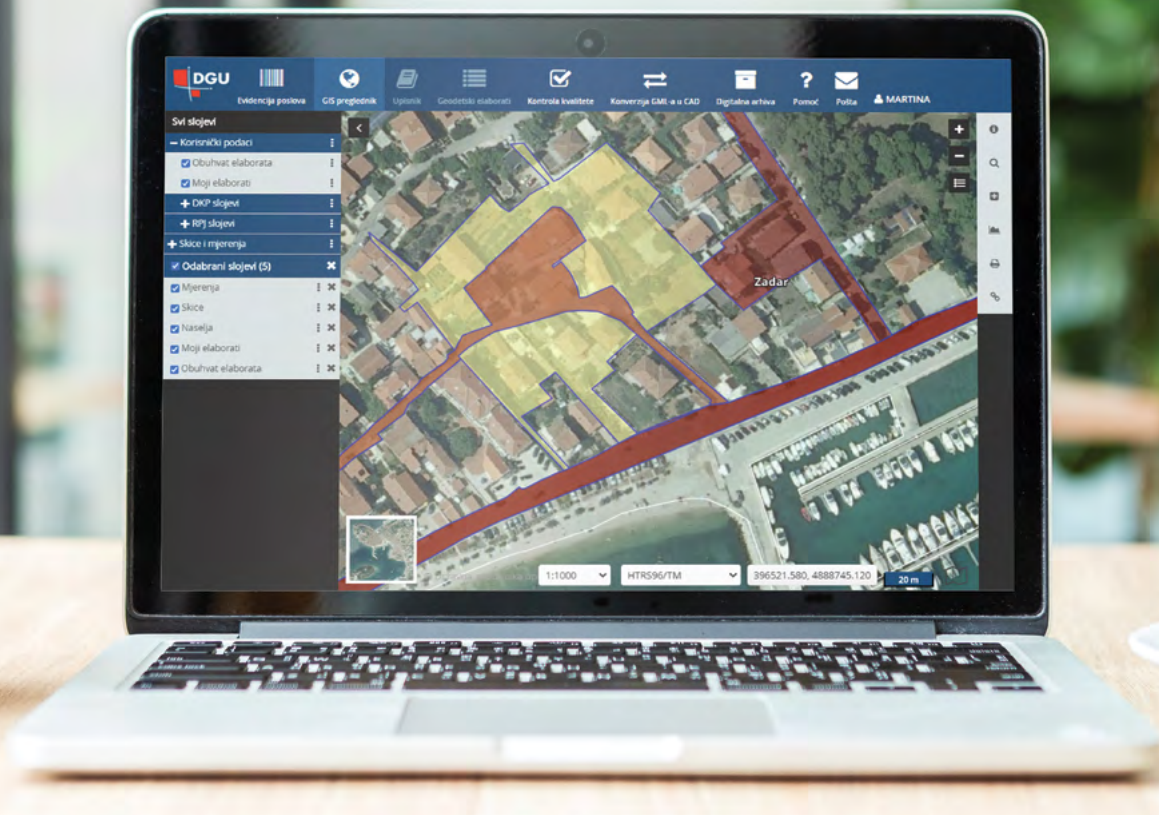 DGU
Evidencija poslova
GIS preglednik
Upisnik
Geodetski elaborati
Kontrola kvalitete
Konverzija GML-a u CAD
Digitalna arhiva
?
Pomoć
Pošta
MARTINA
Svi slojevi
Korisnički podaci
Obuhvat elaborata
Moji elaborati
DKP slojevi
RPJ slojevi
Skice i mjerenja
Odabrani slojevi (5)
Mjerenja
Skice
Naselja
Moji elaborati
Obuhvat elaborata
Zadar
1:1000
HTRS96/TM
396521.580, 4888745.120
20 m